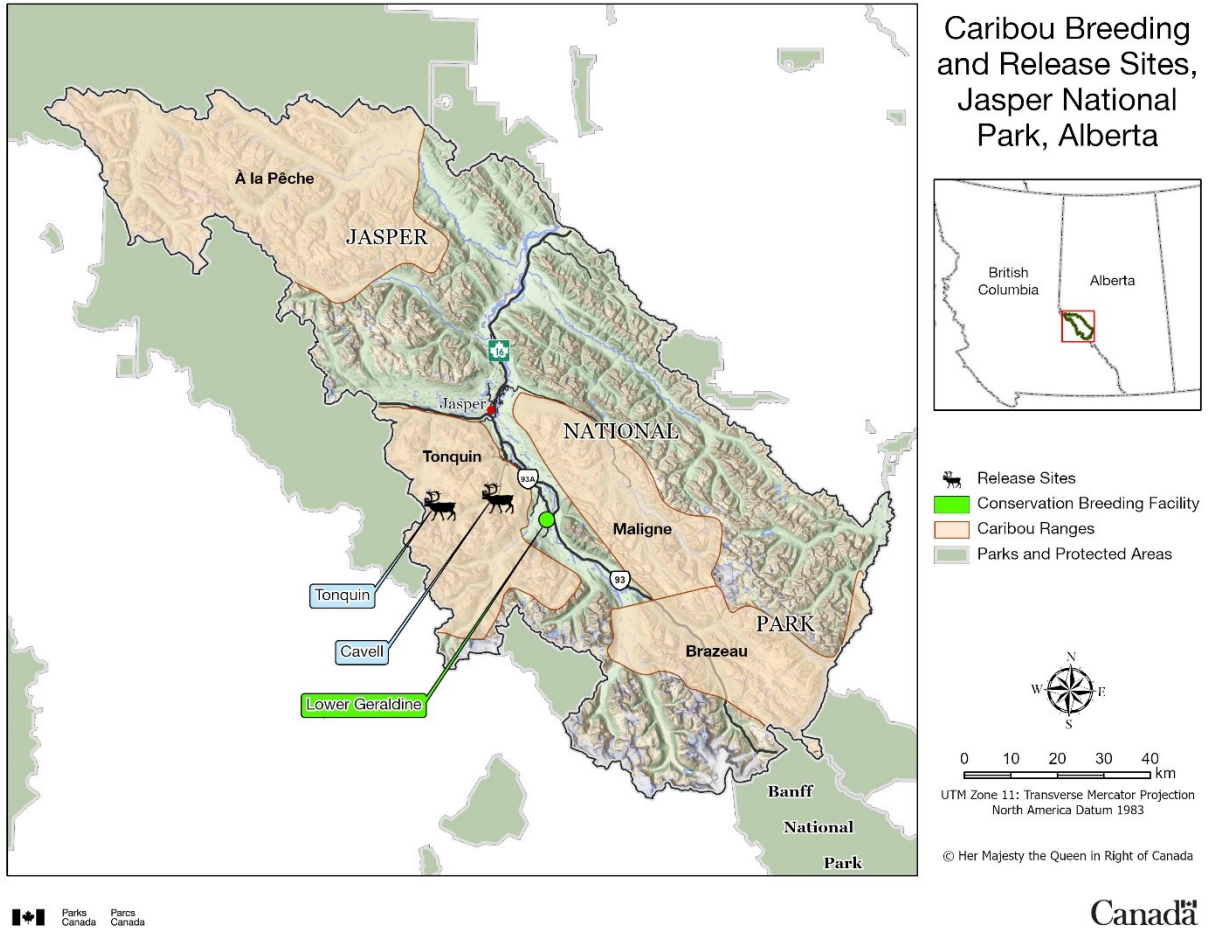 Caribou Breeding
and Release Sites,
Jasper National
Park, Alberta
À la Pêche
JASPER
16
Jasper
NATIONAL
Tonquin
93A
Maligne
93
PARK
Brazeau
Tonquin
Cavell
Lower Geraldine
Banff
National
Park
British
Columbia
Alberta
Release Sites
Conservation Breeding Facility
Caribou Ranges
Parks and Protected Areas
N
W E
S
0 10 20 30 40
km
UTM Zone 11: Transverse Mercator Projection
North America Datum 1983
© Her Majesty the Queen in Right of Canada
Parks Parcs
Canada Canada
Canada